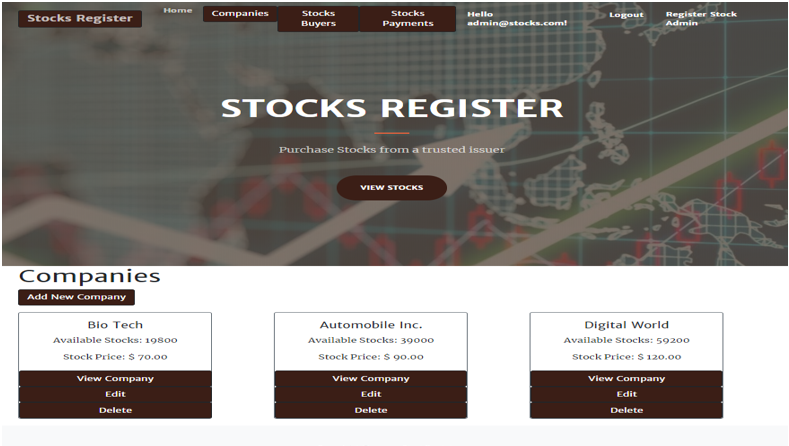 Stocks Register
Home
Companies
Stocks
Buyers
Stocks
Payments
Hello
admin@stocks.com!
Logout
Register Stock
Admin
STOCKS REGISTER
Purchase Stocks from a trusted issuer
VIEW STOCKS
Companies
Add New Company
Bio Tech
Available Stocks: 19800
Stock Price: $ 70.00
View Company
Edit
Delete
Automobile Inc.
Available Stocks: 39000
Stock Price: $ 90.00
View Company
Edit
Delete
Digital World
Available Stocks: 59200
Stock Price: $ 120.00
View Company
Edit
Delete